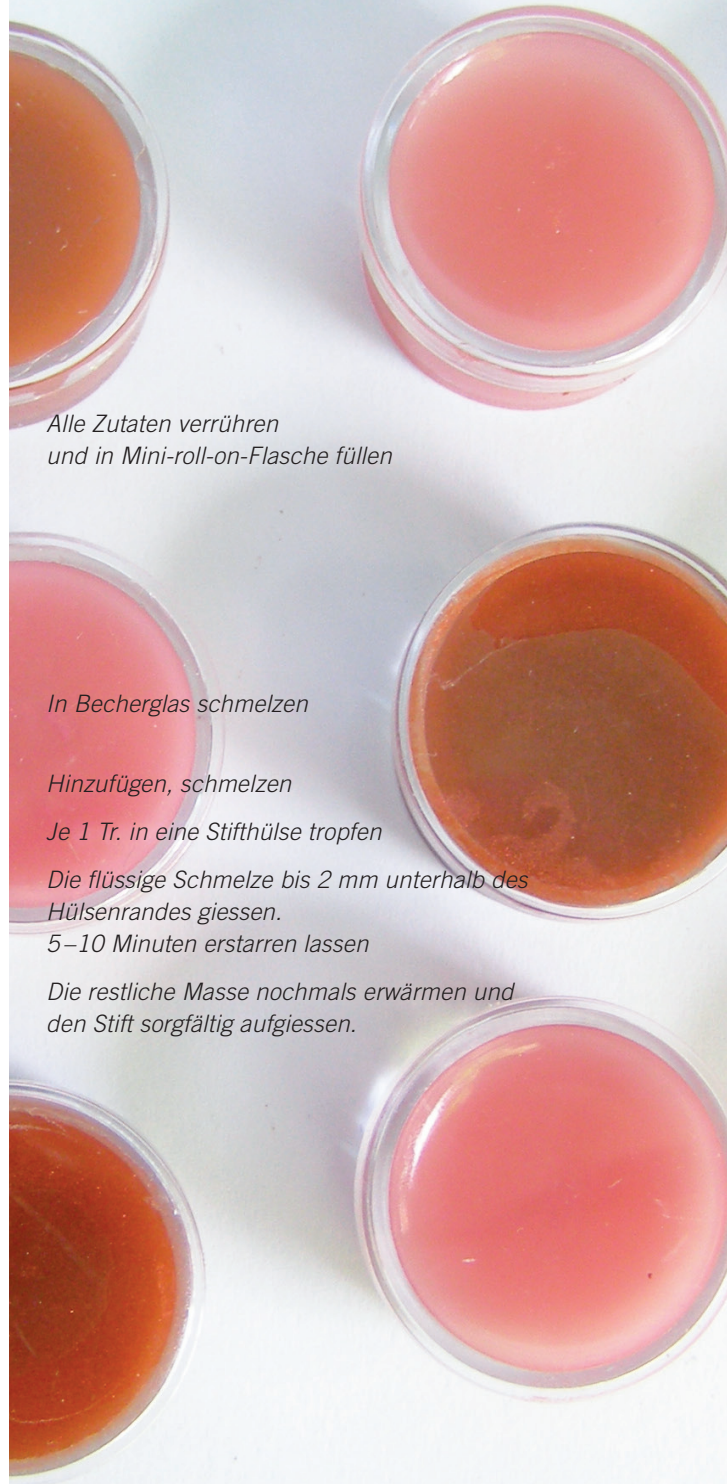 Alle Zutaten verrühren
und in Mini-roll-on-Flasche füllen
In Becherglas schmelzen
Hinzufügen, schmelzen
Je 1 Tr. in eine Stifthülse tropfen
Die flüssige Schmelze bis 2 mm unterhalb des
Hülsenrandes giessen.
5–10 Minuten erstarren lassen
Die restliche Masse nochmals erwärmen und
den Stift sorgfältig aufgiessen.